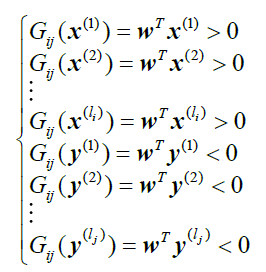 G_{ij}(x^{(1)}) = w^T x^{(1)} > 0
G_{ij}(x^{(2)}) = w^T x^{(2)} > 0
⋮
G_{ij}(x^{(l_i)}) = w^T x^{(l_i)} > 0
G_{ij}(y^{(1)}) = w^T y^{(1)} < 0
G_{ij}(y^{(2)}) = w^T y^{(2)} < 0
⋮
G_{ij}(y^{(l_j)}) = w^T y^{(l_j)} < 0